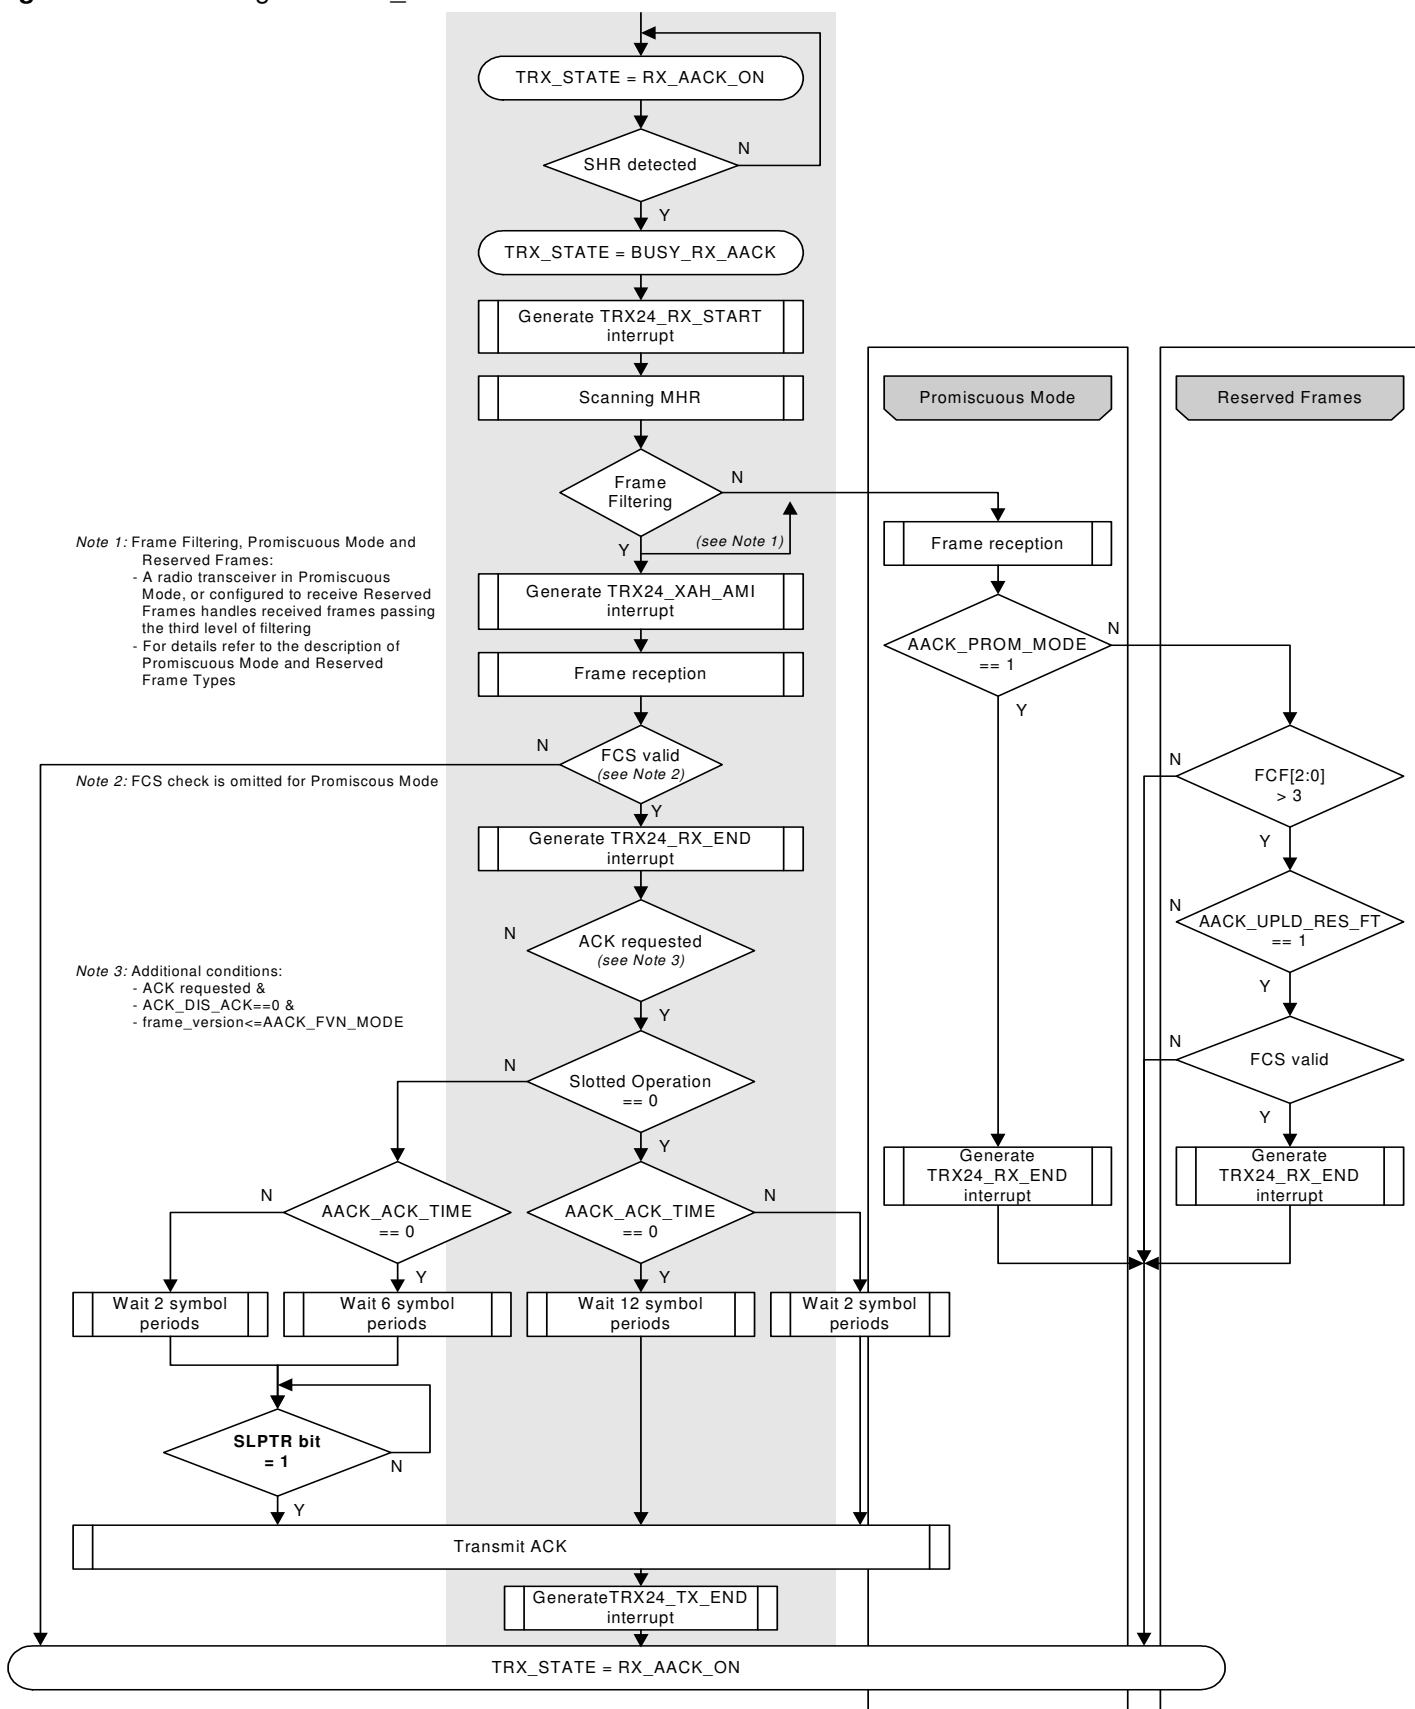 TRX_STATE = RX_AACK_ON
N
SHR detected
Y
TRX_STATE = BUSY_RX_AACK
Generate TRX24_RX_START
interrupt
Scanning MHR
Promiscuous Mode
Reserved Frames
Frame
Filtering
N
(see Note 1)
Y
Note 1: Frame Filtering, Promiscuous Mode and
Reserved Frames:
- A radio transceiver in Promiscuous
Mode, or configured to receive Reserved
Frames handles received frames passing
the third level of filtering
- For details refer to the description of
Promiscuous Mode and Reserved
Frame Types
Frame reception
Generate TRX24_XAH_AMI
interrupt
AACK_PROM_MODE
== 1
N
Y
Frame reception
N
FCS valid
(see Note 2)
Y
Note 2: FCS check is omitted for Promiscous Mode
N
FCF[2:0]
> 3
Y
Generate TRX24_RX_END
interrupt
N
ACK requested
(see Note 3)
Y
N
AACK_UPLD_RES_FT
== 1
Y
Note 3: Additional conditions:
- ACK requested &
- ACK_DIS_ACK==0 &
- frame_version<=AACK_FVN_MODE
N
Slotted Operation
== 0
Y
N
FCS valid
Y
Generate
TRX24_RX_END
interrupt
Generate
TRX24_RX_END
interrupt
N
AACK_ACK_TIME
== 0
Y
AACK_ACK_TIME
== 0
N
Y
Wait 2 symbol
periods
Wait 6 symbol
periods
Wait 12 symbol
periods
Wait 2 symbol
periods
SLPTR bit
= 1
N
Y
Transmit ACK
GenerateTRX24_TX_END
interrupt
TRX_STATE = RX_AACK_ON